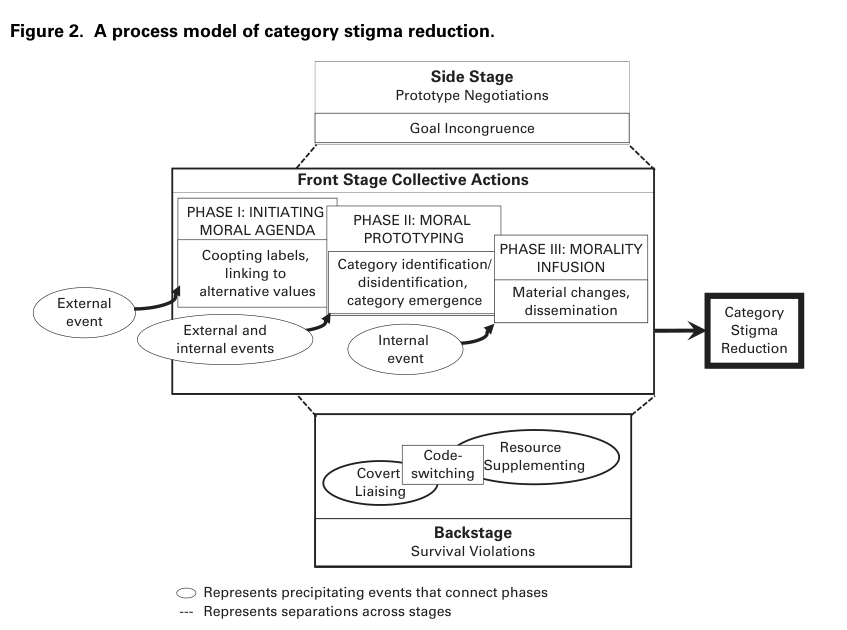 Figure 2. A process model of category stigma reduction.
Side Stage
Prototype Negotiations
Goal Incongruence
Front Stage Collective Actions
PHASE I: INITIATING
MORAL AGENDA
Coopting labels,
linking to
alternative values
PHASE II: MORAL
PROTOTYPING
Category identification/
disidentification,
category emergence
PHASE III: MORALITY
INFUSION
Material changes,
dissemination
External
event
External and
internal events
Internal
event
Category
Stigma
Reduction
Covert
Liaising
Code-
switching
Resource
Supplementing
Backstage
Survival Violations
Represents precipitating events that connect phases
--- Represents separations across stages